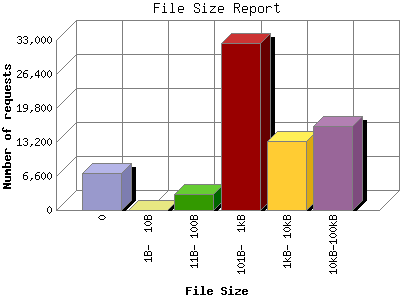 File Size Report
33,000
26,400
19,800
13,200
6,600
0
Number of requests
0
1B- 10B
11B- 100B
101B- 1kB
1kB- 10kB
10kB-100kB
File Size